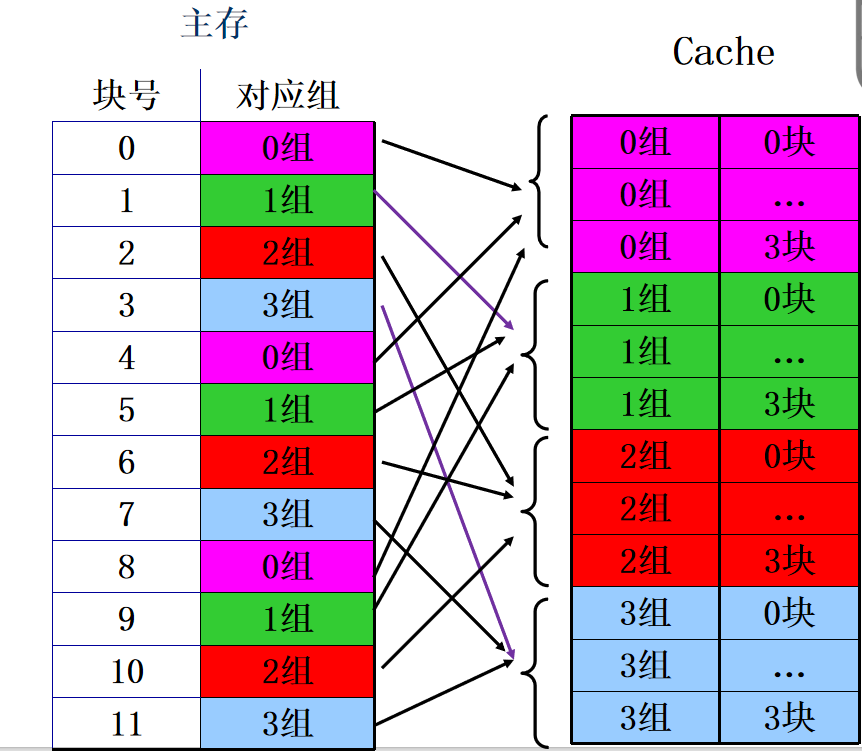 主存
Cache
块号 对应组
0 0组 0组 0块
1 1组 0组 …
2 2组 0组 3块
3 3组 1组 0块
4 0组 1组 …
5 1组 1组 3块
6 2组 2组 0块
7 3组 2组 …
8 0组 2组 3块
9 1组 3组 0块
10 2组 3组 …
11 3组 3组 3块